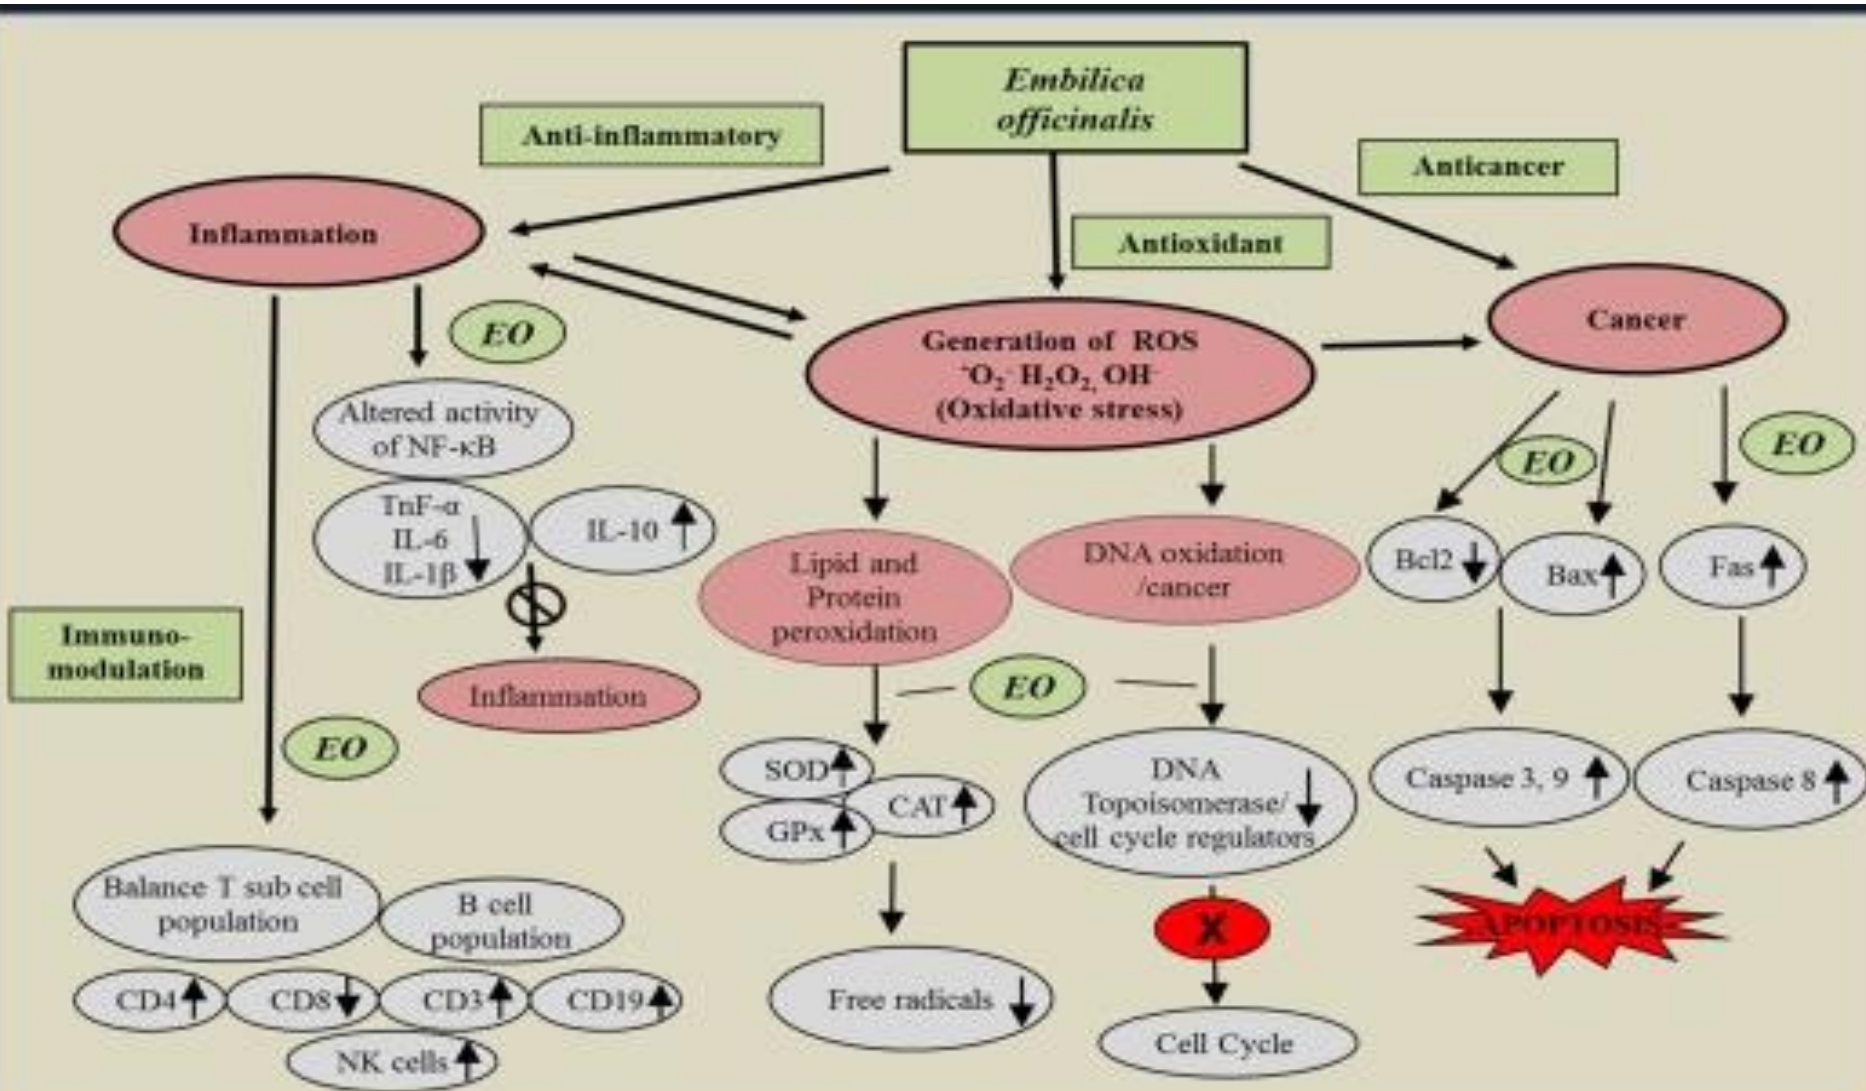 Embilica
officinalis
Anti-inflammatory
Anticancer
Antioxidant
Inflammation
Cancer
Generation of ROS
⁻O₂⁻ H₂O₂, OH⁻
(Oxidative stress)
EO
Altered activity
of NF-κB
TnF-α
IL-6
IL-1β
IL-10
EO
EO
Lipid and
Protein
peroxidation
DNA oxidation
/cancer
Bcl2
Bax
Fas
Immuno-
modulation
Inflammation
EO
EO
SOD
CAT
GPx
DNA
Topoisomerase/
cell cycle regulators
Caspase 3, 9
Caspase 8
Balance T sub cell
population
B cell
population
X
APOPTOSIS
CD4
CD8
CD3
CD19
NK cells
Free radicals
Cell Cycle